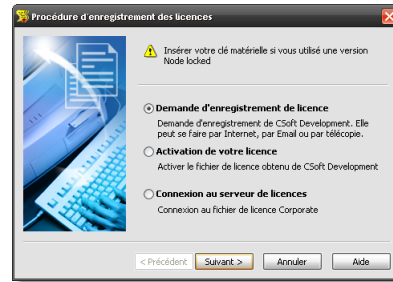 Procédure d'enregistrement des licences
Insérer votre clé matérielle si vous utilisé une version
Node locked
Demande d'enregistrement de licence
Demande d'enregistrement de CSoft Development. Elle
peut se faire par Internet, par Email ou par télécopie.
Activation de votre licence
Activer le fichier de licence obtenu de CSoft Development
Connexion au serveur de licences
Connexion au fichier de licence Corporate
< Précédent
Suivant >
Annuler
Aide